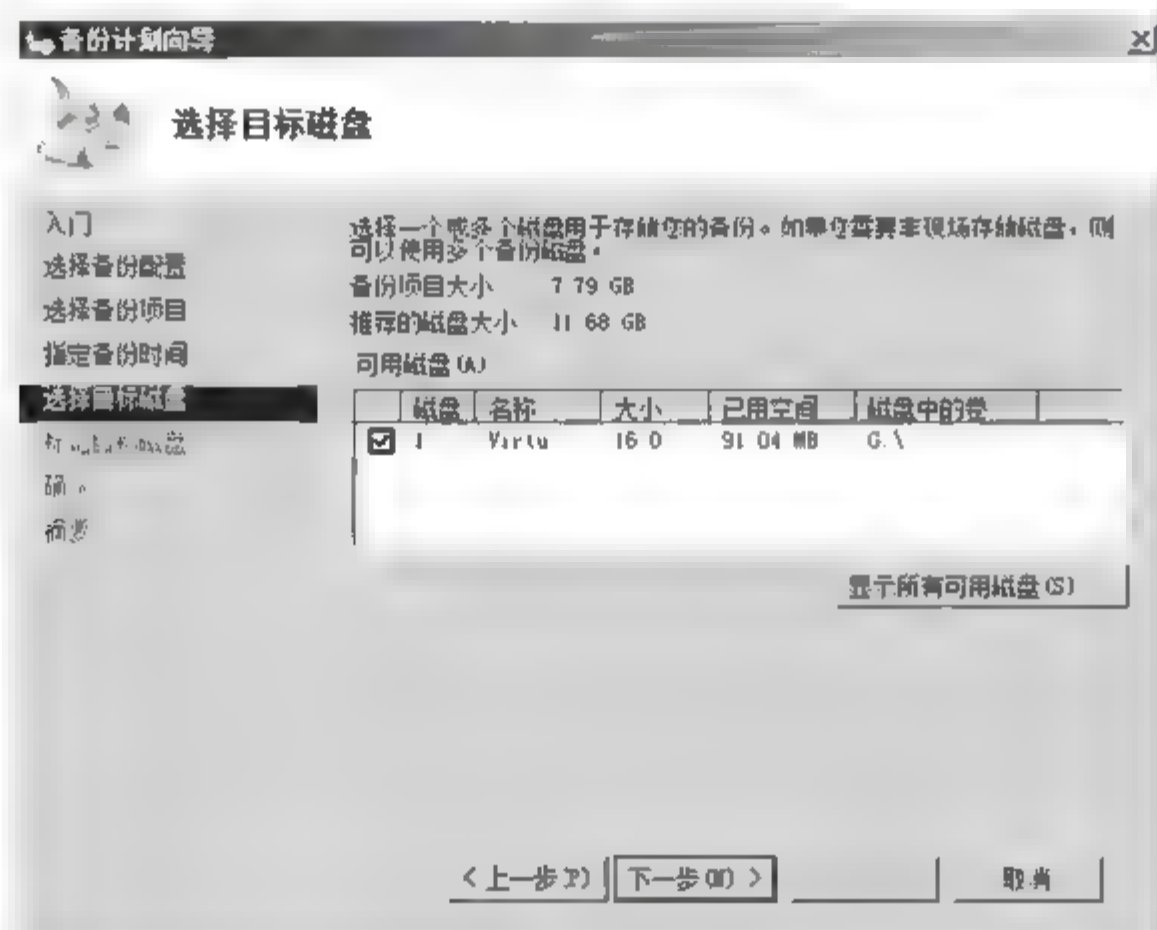 备份计划向导
选择目标磁盘
入门
选择备份配置
选择备份项目
指定备份时间
选择目标磁盘
选择一个或多个磁盘用于存储您的备份。如果您需要非现场存储磁盘，则
可以使用多个备份磁盘。
备份项目大小 7.79 GB
推荐的磁盘大小 11.68 GB
可用磁盘(A)
磁盘 名称 大小 已用空间 磁盘中的卷
1 Virtu 16.0 91.04 MB G:\
显示所有可用磁盘(S)
< 上一步(P) 下一步(N) > 取消